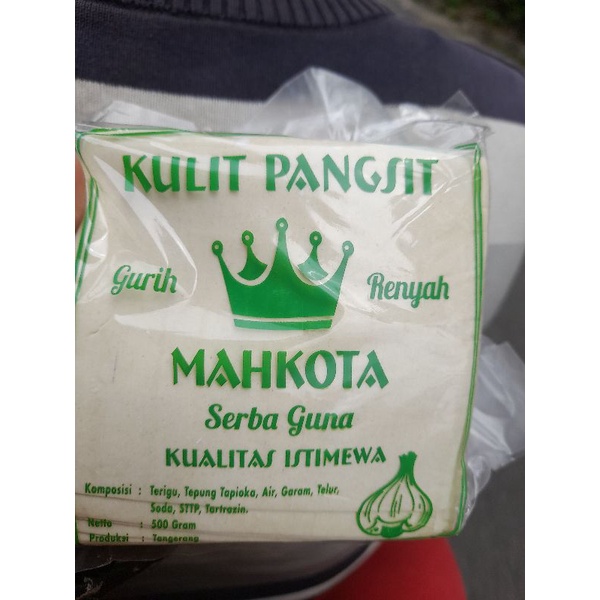 KULIT PANGSIT
Gurih Renyah
MAHKOTA
Serba Guna
KUALITAS ISTIMEWA
Komposisi : Terigu, Tepung Tapioka, Air, Garam, Telur,
Soda, STTP, Tartrazin.
Netto : 500 Gram
Produksi : Tangerang